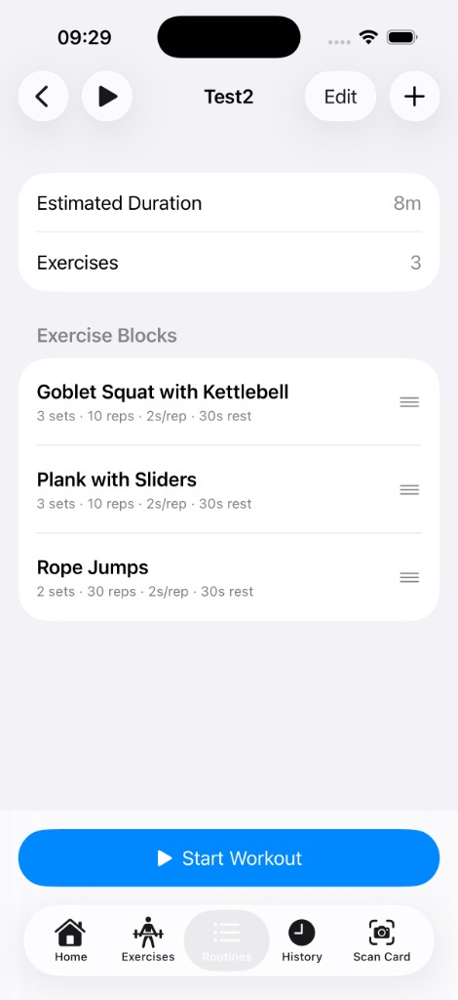 09:29
Test2
Edit
Estimated Duration
8m
Exercises
3
Exercise Blocks
Goblet Squat with Kettlebell
3 sets · 10 reps · 2s/rep · 30s rest
Plank with Sliders
3 sets · 10 reps · 2s/rep · 30s rest
Rope Jumps
2 sets · 30 reps · 2s/rep · 30s rest
Start Workout
Home
Exercises
Routines
History
Scan Card